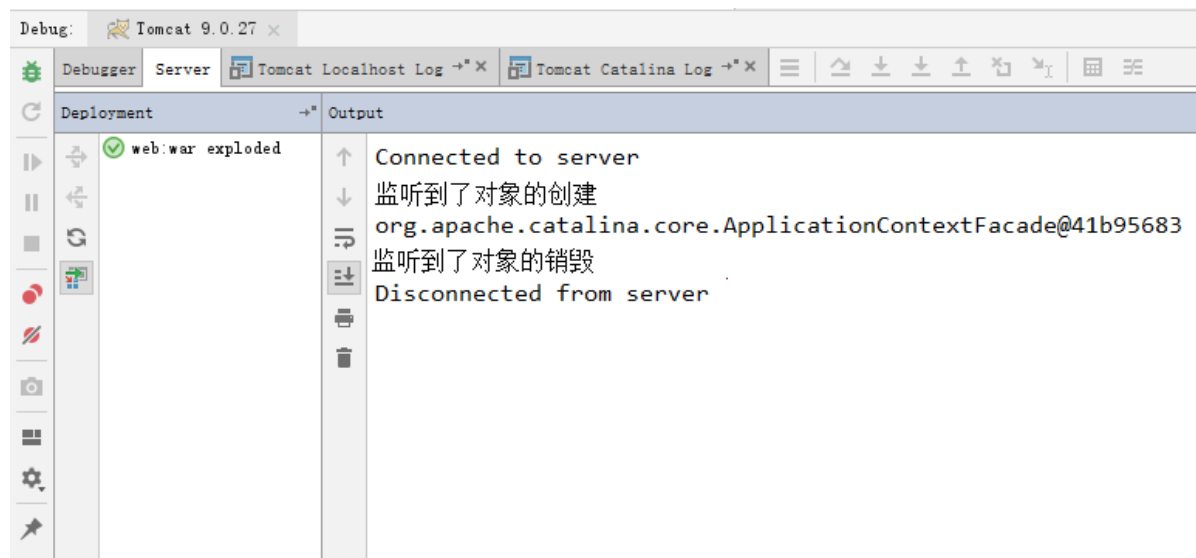 Debug: Tomcat 9.0.27
Debugger Server Tomcat Localhost Log Tomcat Catalina Log
Deployment Output
web:war exploded
Connected to server
监听到了对象的创建
org.apache.catalina.core.ApplicationContextFacade@41b95683
监听到了对象的销毁
Disconnected from server